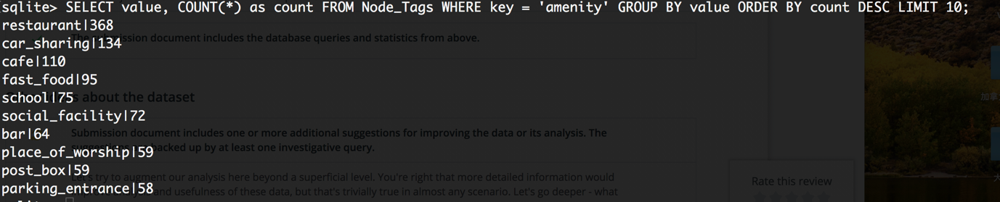 (sqlite> SELECT value, COUNT(*) as count FROM Node_Tags WHERE key = 'amenity' GROUP BY value ORDER BY count DESC LIMIT 10;
restaurant|368
The submission document includes the database queries and statistics from above.
car_sharing|134
cafe|110
fast_food|95
school|75
about the dataset
social_facility|72
bar|64
Submission document includes one or more additional suggestions for improving the data or its analysis. The
place_of_worship|59
backed up by at least one investigative query.
post_box|59
Let's try to augment our analysis here beyond a superficial level. You're right that more detailed information would
Rate this review
parking_entrance|58
and usefulness of these data, but that's trivially true in almost any scenario. Let's go deeper - what